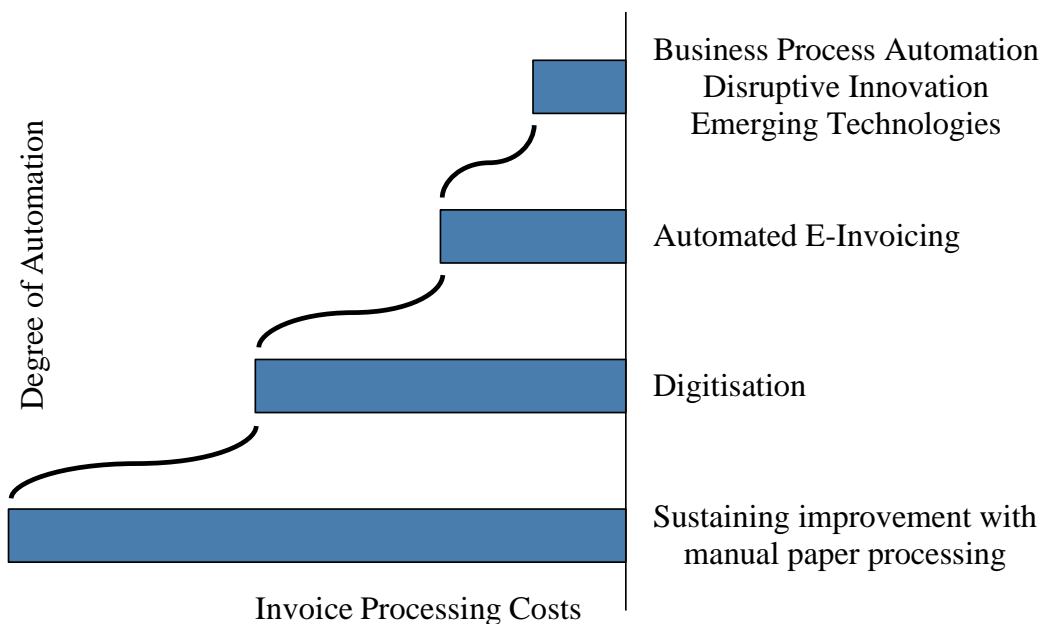 Business Process Automation
Disruptive Innovation
Emerging Technologies
Degree of Automation
Automated E-Invoicing
Digitisation
Sustaining improvement with
manual paper processing
Invoice Processing Costs